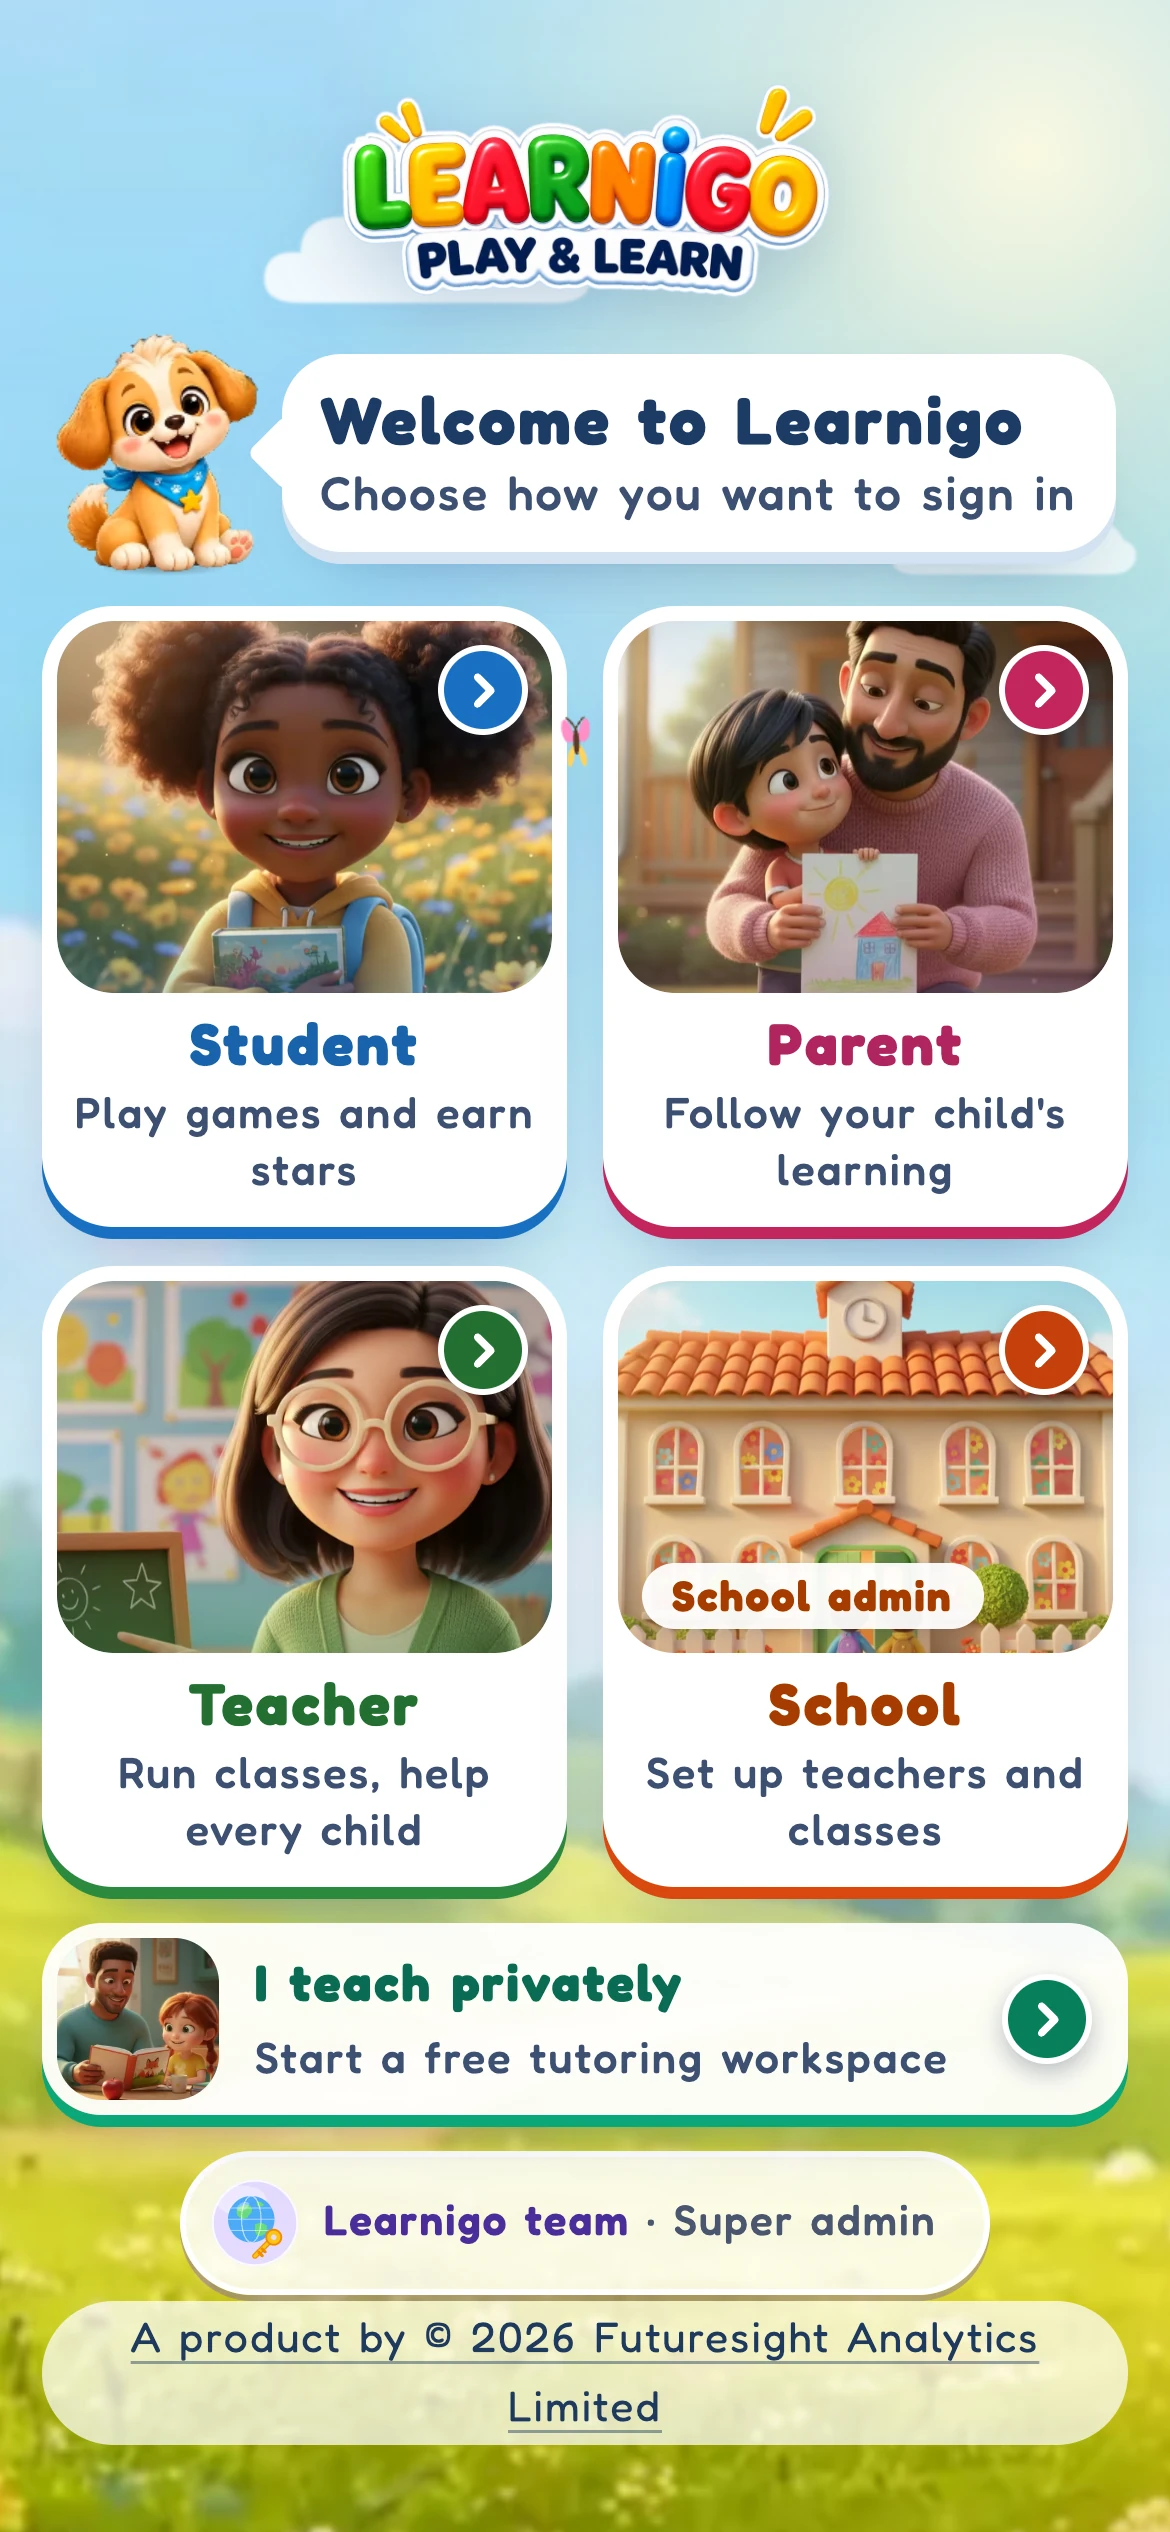 LEARNiGO
PLAY & LEARN
Welcome to Learnigo
Choose how you want to sign in
Student
Play games and earn
stars
Parent
Follow your child's
learning
School admin
Teacher
Run classes, help
every child
School
Set up teachers and
classes
I teach privately
Start a free tutoring workspace
Learnigo team · Super admin
A product by © 2026 Futuresight Analytics
Limited